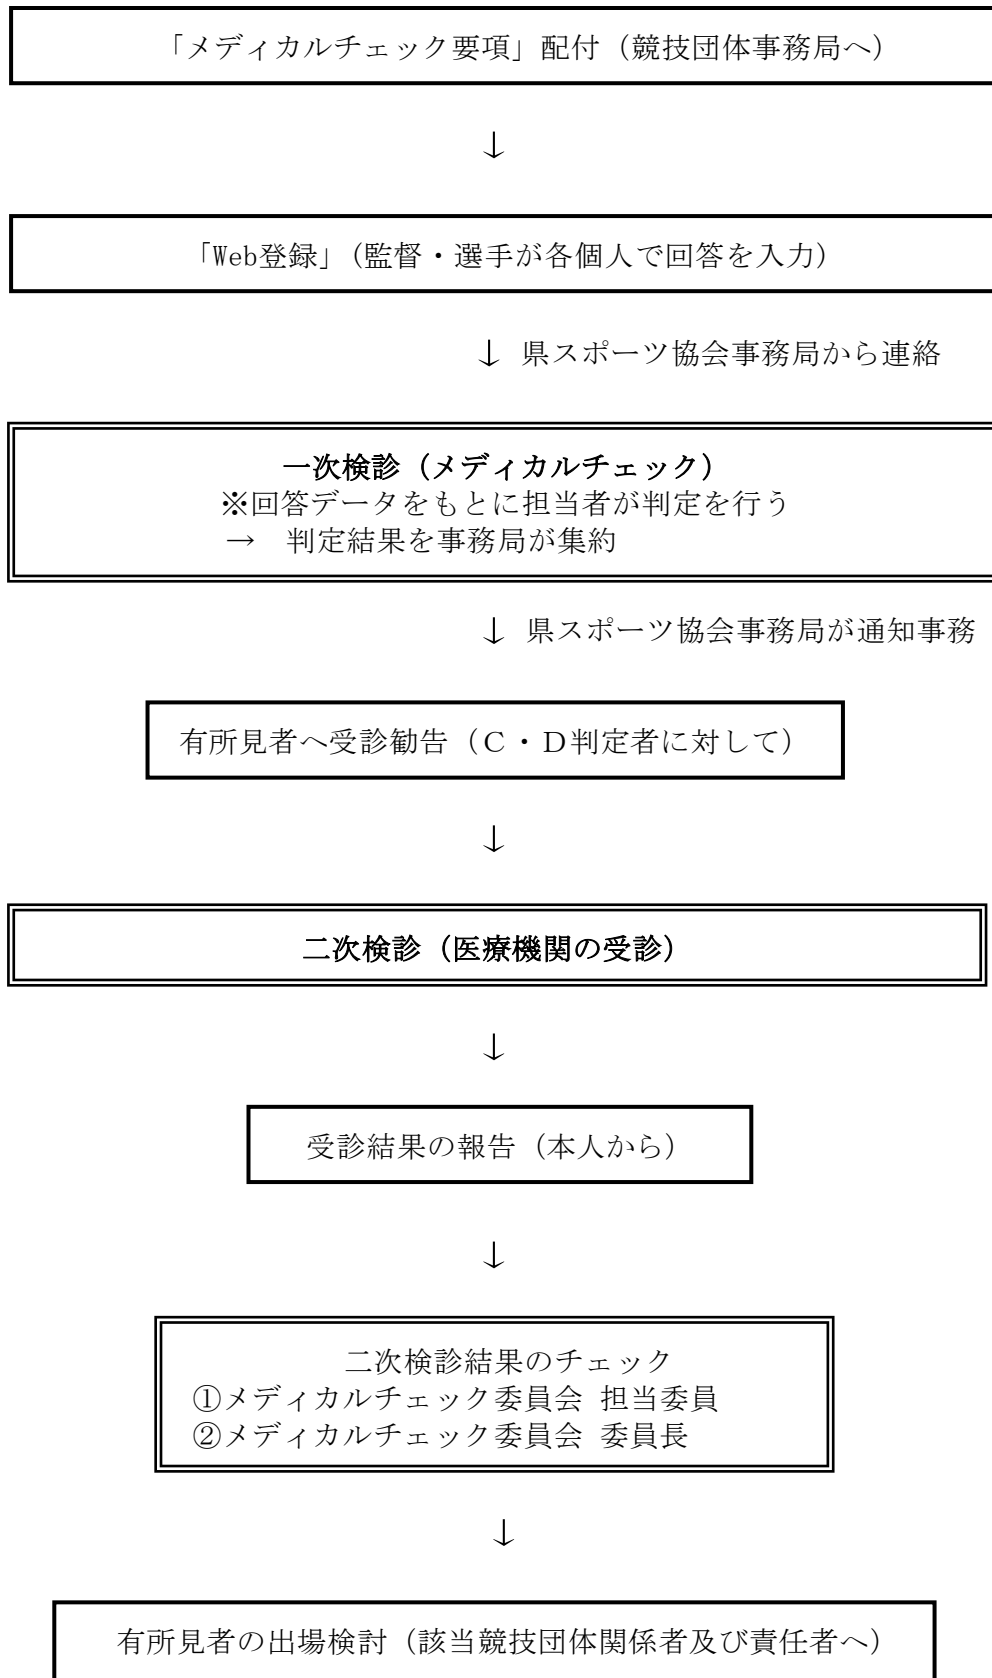 「メディカルチェック要項」配付（競技団体事務局へ）
↓
「Web登録」（監督・選手が各個人で回答を入力）
↓ 県スポーツ協会事務局から連絡
一次検診（メディカルチェック）
※回答データをもとに担当者が判定を行う
→　判定結果を事務局が集約
↓ 県スポーツ協会事務局が通知事務
有所見者へ受診勧告（Ｃ・Ｄ判定者に対して）
↓
二次検診（医療機関の受診）
↓
受診結果の報告（本人から）
↓
二次検診結果のチェック
①メディカルチェック委員会 担当委員
②メディカルチェック委員会 委員長
↓
有所見者の出場検討（該当競技団体関係者及び責任者へ）